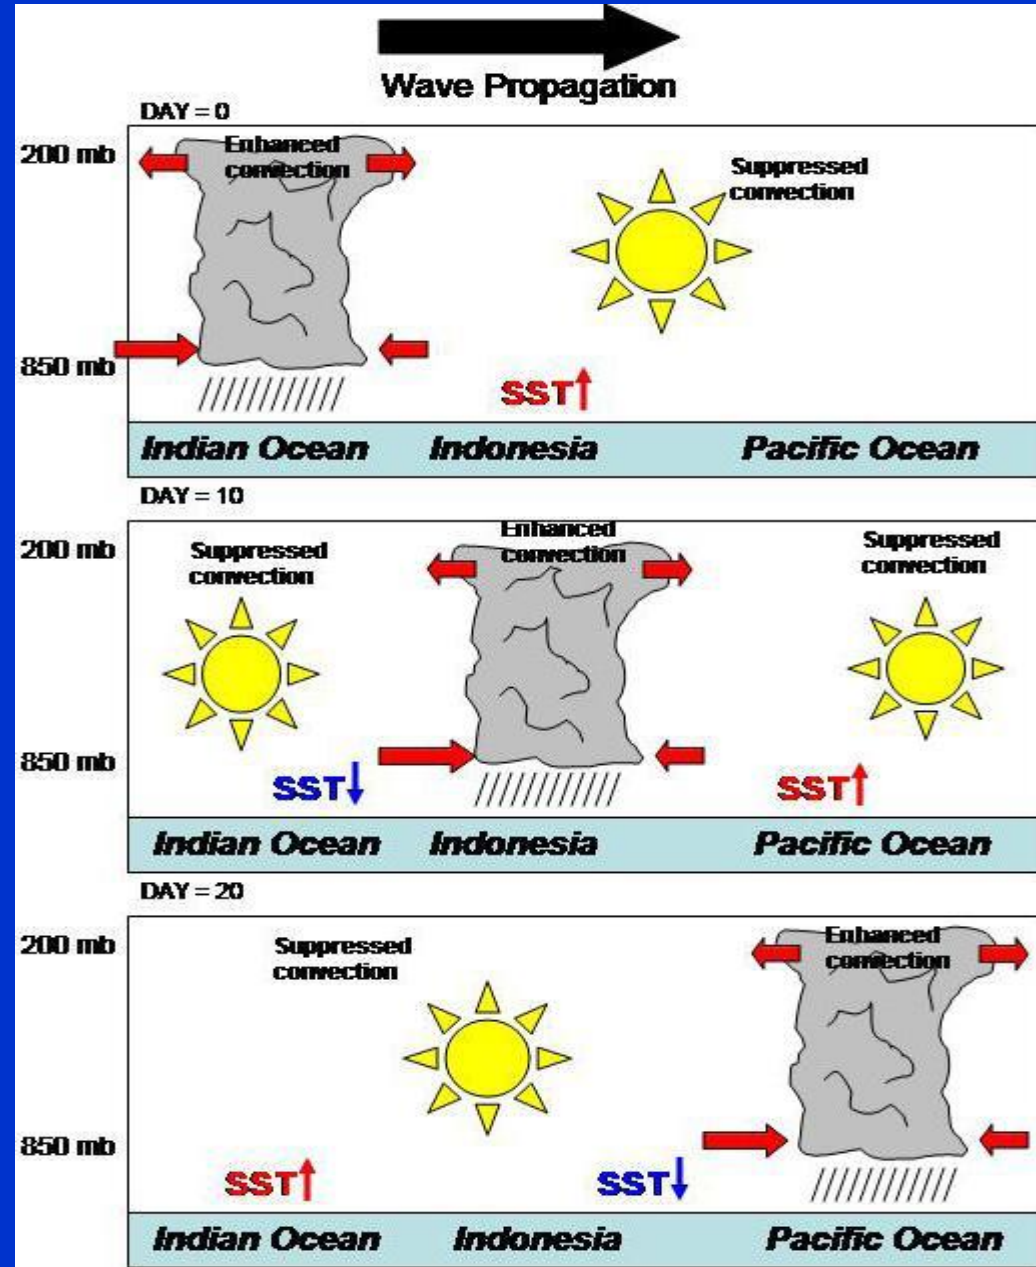 Wave Propagation
DAY = 0
200 mb
Enhanced
convection
Suppressed
convection
850 mb
SST
Indian Ocean Indonesia Pacific Ocean
DAY = 10
200 mb
Suppressed
convection
Enhanced
convection
Suppressed
convection
850 mb
SST SST
Indian Ocean Indonesia Pacific Ocean
DAY = 20
200 mb
Suppressed
convection
Enhanced
convection
850 mb
SST SST
Indian Ocean Indonesia Pacific Ocean